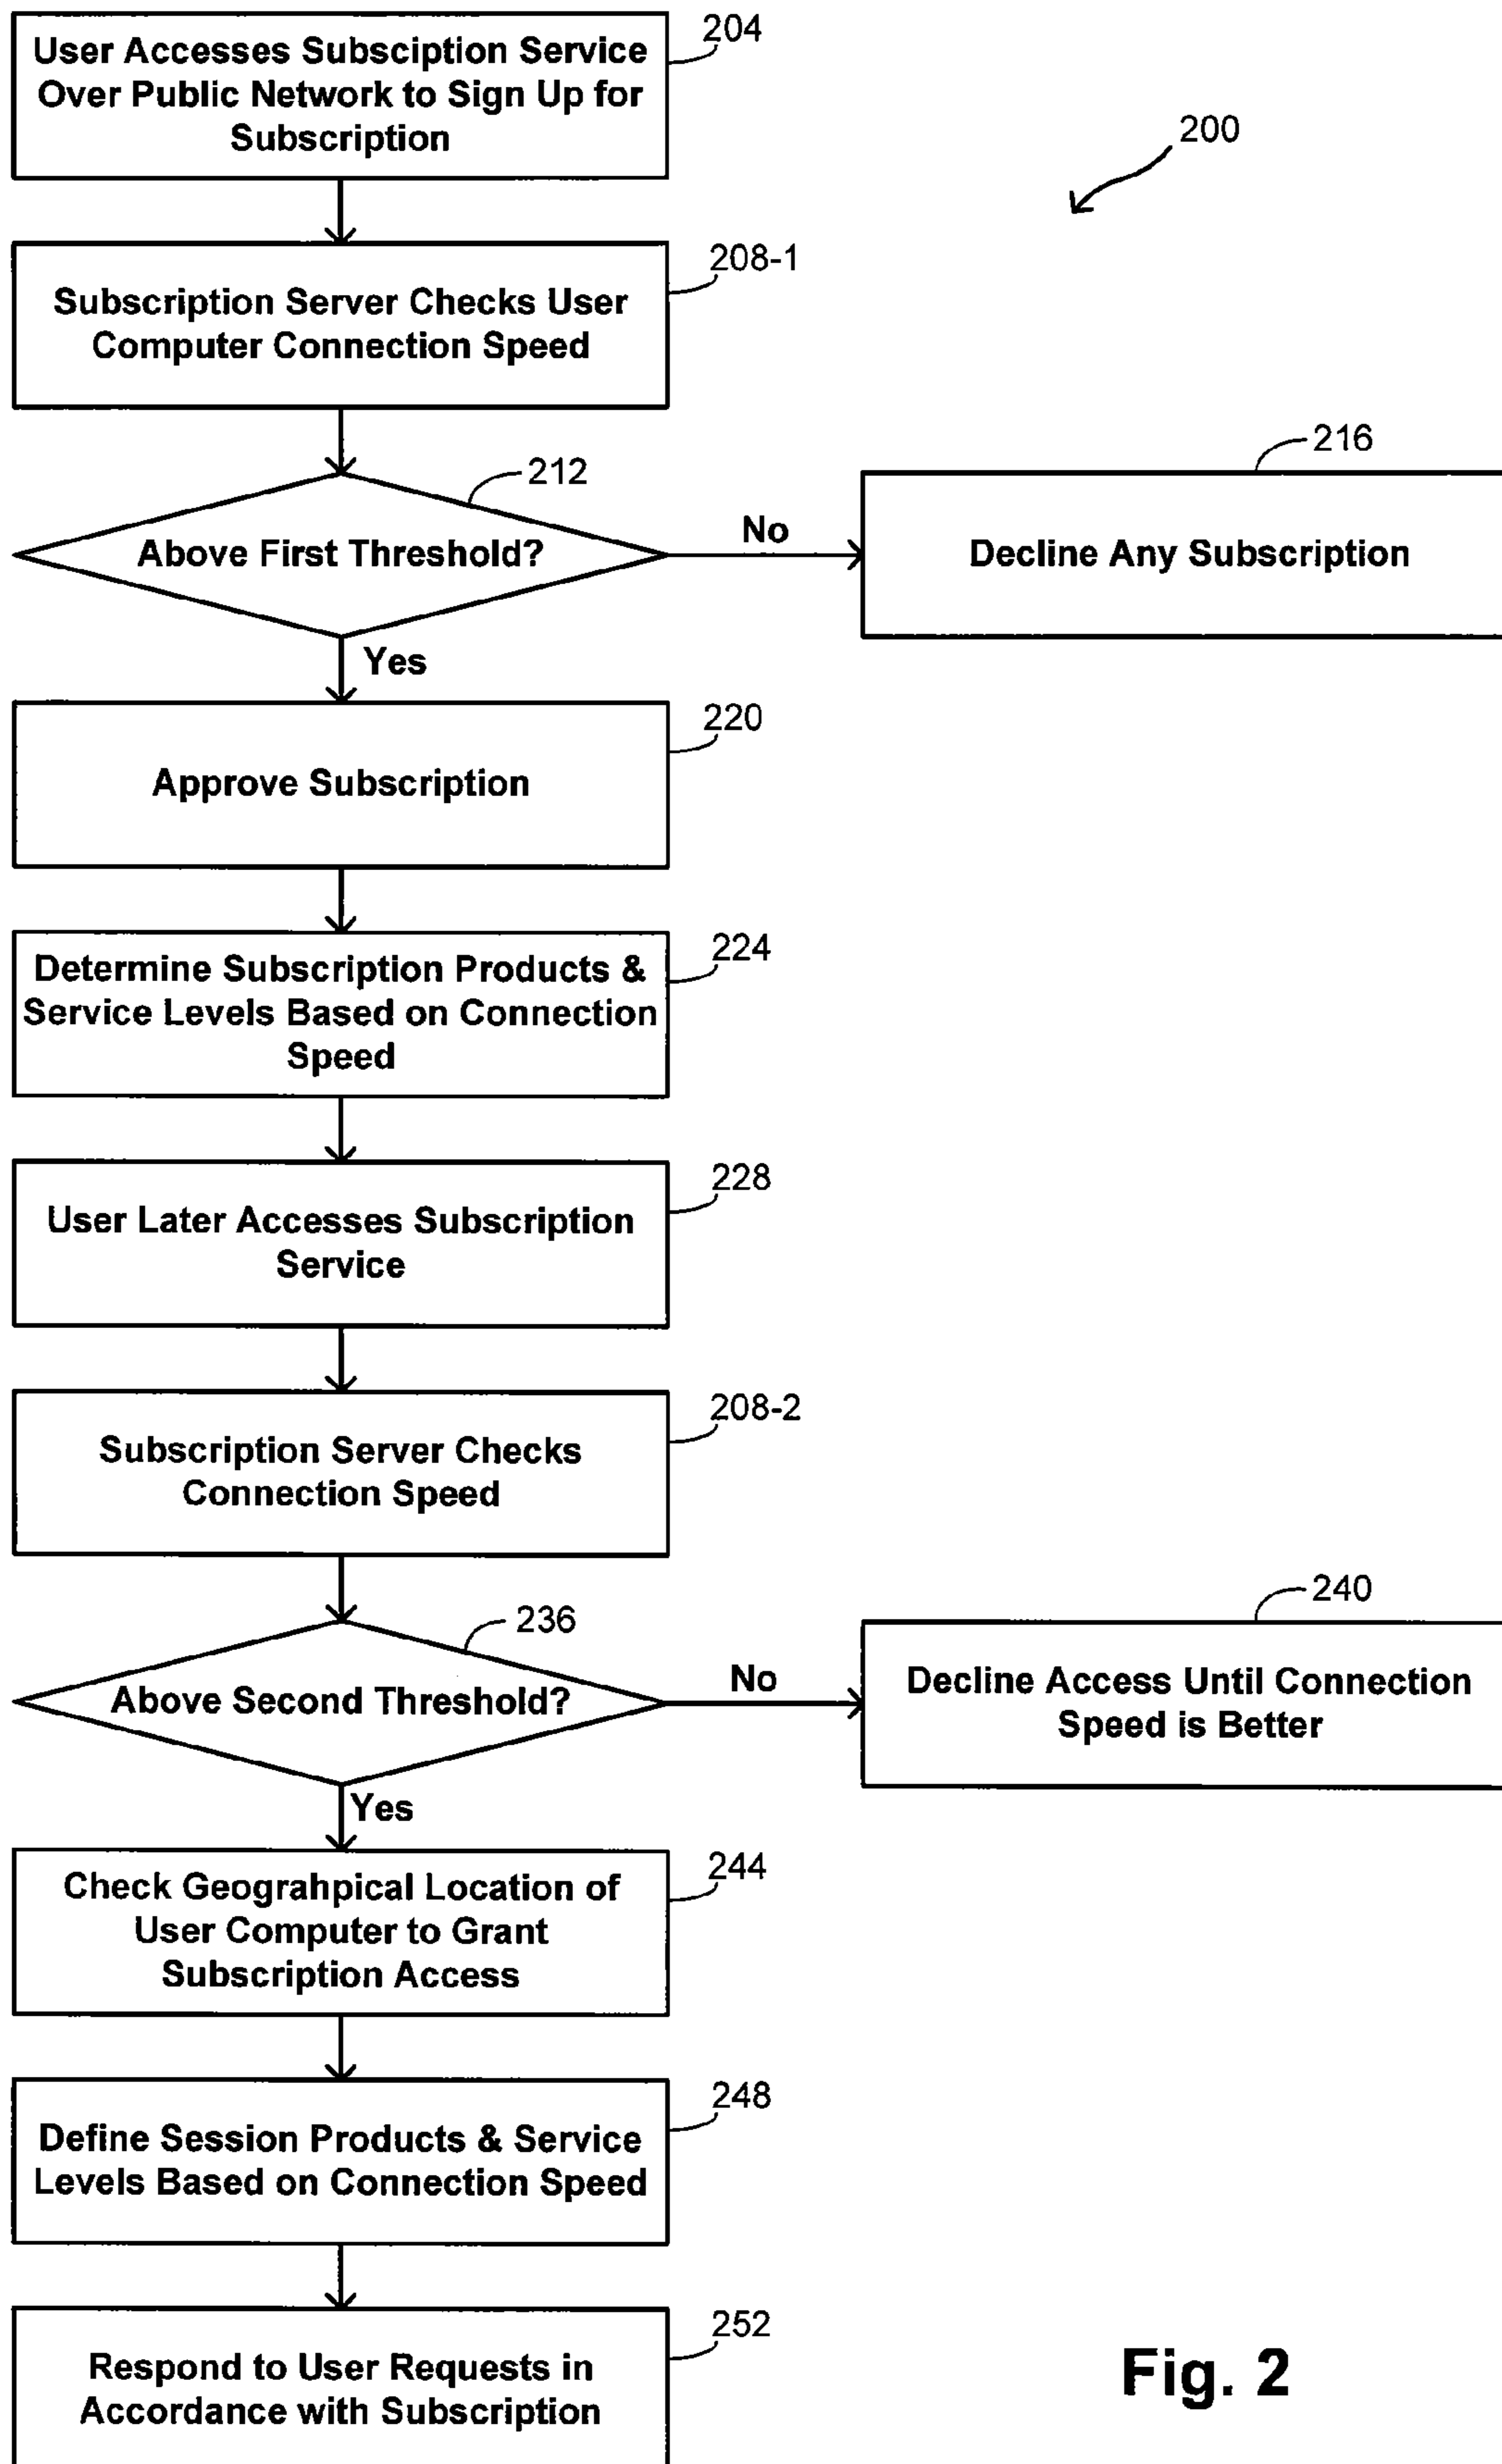 User Accesses Subsciption Service
Over Public Network to Sign Up for
Subscription
204
200
Subscription Server Checks User
Computer Connection Speed
208-1
Above First Threshold?
212
No
Decline Any Subscription
216
Yes
Approve Subscription
220
Determine Subscription Products &
Service Levels Based on Connection
Speed
224
User Later Accesses Subscription
Service
228
Subscription Server Checks
Connection Speed
208-2
Above Second Threshold?
236
No
Decline Access Until Connection
Speed is Better
240
Yes
Check Geograhpical Location of
User Computer to Grant
Subscription Access
244
Define Session Products & Service
Levels Based on Connection Speed
248
Respond to User Requests in
Accordance with Subscription
252
Fig. 2